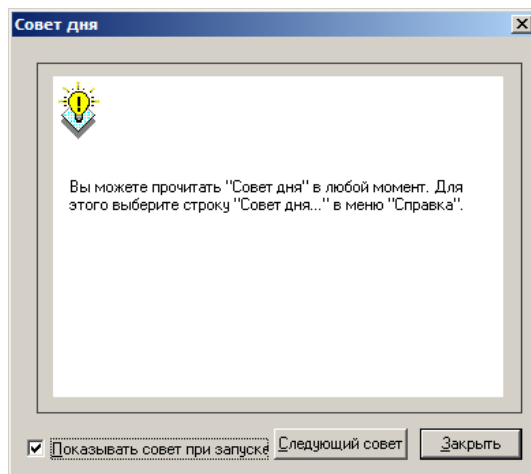 Совет дня
Вы можете прочитать "Совет дня" в любой момент. Для
этого выберите строку "Совет дня..." в меню "Справка".
Показывать совет при запуске
Следующий совет
Закрыть